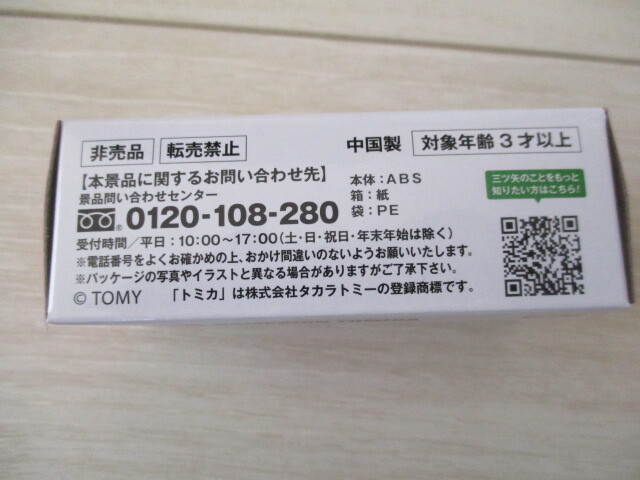 非売品 転売禁止 中国製 対象年齢3才以上
【本景品に関するお問い合わせ先】
景品問い合わせセンター
0120-108-280
受付時間/平日:10:00～17:00(土・日・祝日・年末年始は除く)
※電話番号をよくお確かめの上、おかけ間違いのないようお願いいたします。
※パッケージの写真やイラストと異なる場合がありますがご了承下さい。
© TOMY 「トミカ」は株式会社タカラトミーの登録商標です。
本体:ABS
箱:紙
袋:PE
三ツ矢のことをもっと
知りたい方はこちら!